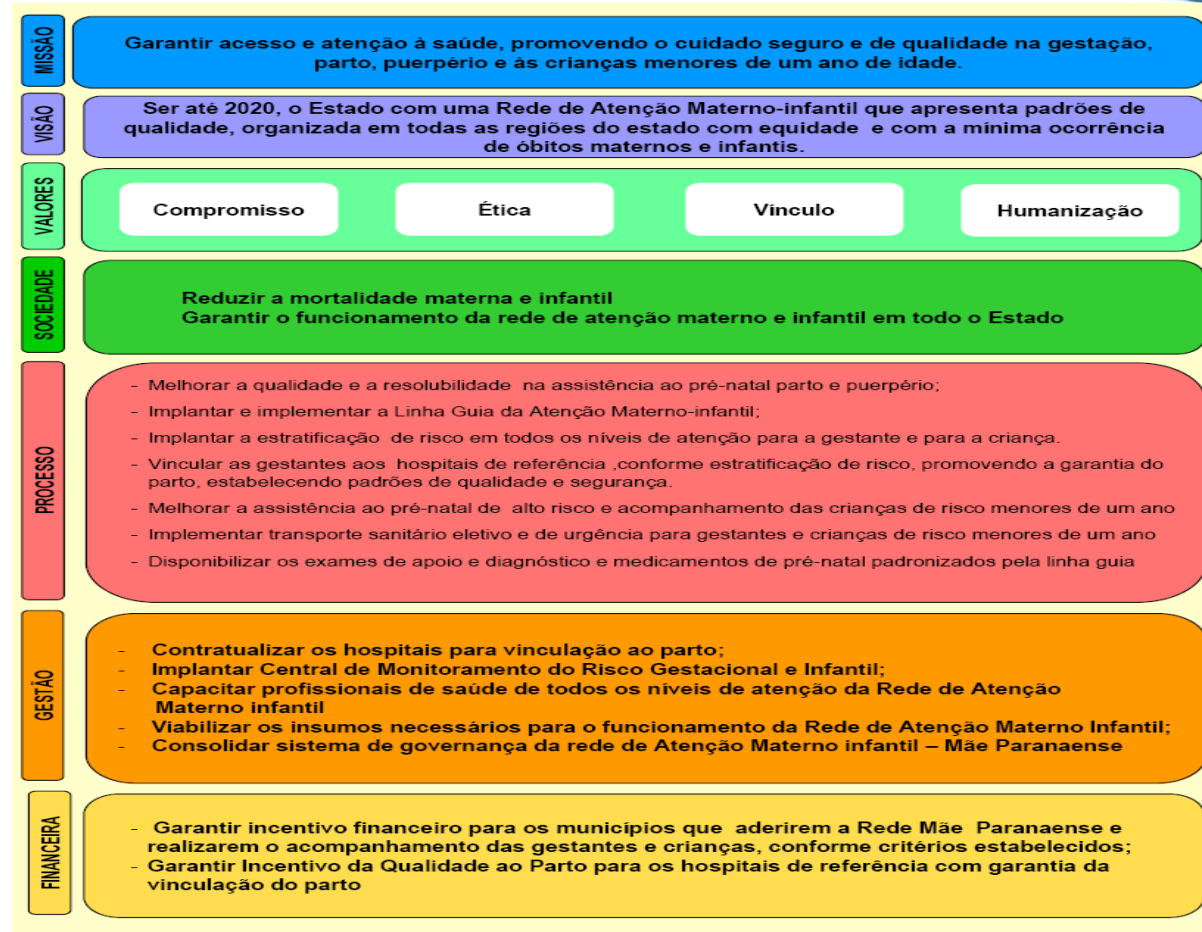 MISSÃO
Garantir acesso e atenção à saúde, promovendo o cuidado seguro e de qualidade na gestação,
parto, puerpério e às crianças menores de um ano de idade.
VISÃO
Ser até 2020, o Estado com uma Rede de Atenção Materno-infantil que apresenta padrões de
qualidade, organizada em todas as regiões do estado com equidade e com a mínima ocorrência
de óbitos maternos e infantis.
VALORES
Compromisso
Ética
Vínculo
Humanização
SOCIEDADE
Reduzir a mortalidade materna e infantil
Garantir o funcionamento da rede de atenção materno e infantil em todo o Estado
PROCESSO
- Melhorar a qualidade e a resolubilidade na assistência ao pré-natal parto e puerpério;
- Implantar e implementar a Linha Guia da Atenção Materno-infantil;
- Implantar a estratificação de risco em todos os níveis de atenção para a gestante e para a criança.
- Vincular as gestantes aos hospitais de referência ,conforme estratificação de risco, promovendo a garantia do
parto, estabelecendo padrões de qualidade e segurança.
- Melhorar a assistência ao pré-natal de alto risco e acompanhamento das crianças de risco menores de um ano
- Implementar transporte sanitário eletivo e de urgência para gestantes e crianças de risco menores de um ano
- Disponibilizar os exames de apoio e diagnóstico e medicamentos de pré-natal padronizados pela linha guia
GESTÃO
- Contratualizar os hospitais para vinculação ao parto;
- Implantar Central de Monitoramento do Risco Gestacional e Infantil;
- Capacitar profissionais de saúde de todos os níveis de atenção da Rede de Atenção
Materno infantil
- Viabilizar os insumos necessários para o funcionamento da Rede de Atenção Materno Infantil;
- Consolidar sistema de governança da rede de Atenção Materno infantil – Mãe Paranaense
FINANCEIRA
- Garantir incentivo financeiro para os municípios que aderirem a Rede Mãe Paranaense e
realizarem o acompanhamento das gestantes e crianças, conforme critérios estabelecidos;
- Garantir Incentivo da Qualidade ao Parto para os hospitais de referência com garantia da
vinculação do parto